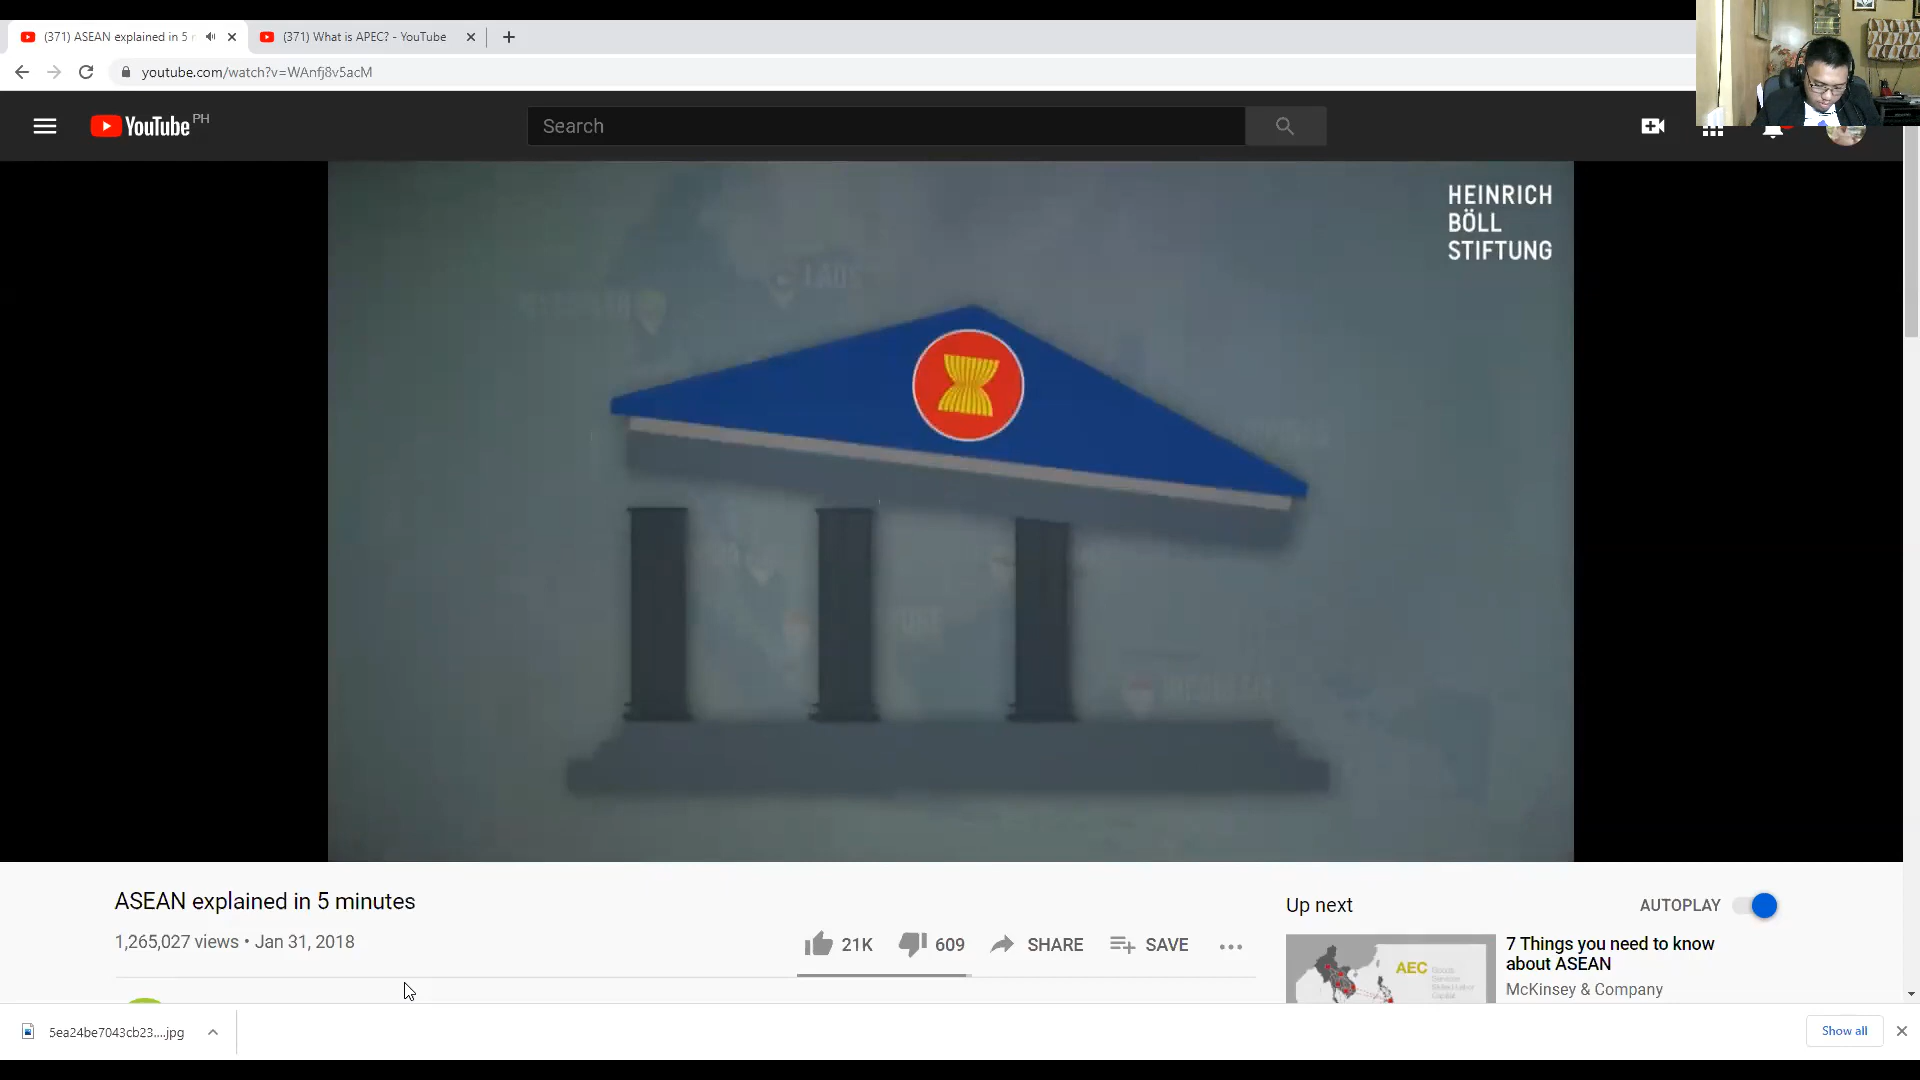 (371) ASEAN explained in 5
(371) What is APEC? - YouTube
youtube.com/watch?v=WAnfj8v5acM
YouTube PH
Search
HEINRICH
BÖLL
STIFTUNG
LAOS
ASEAN explained in 5 minutes
1,265,027 views • Jan 31, 2018
21K
609
SHARE
SAVE
Up next
AUTOPLAY
AEC
7 Things you need to know
about ASEAN
McKinsey & Company
5ea24be7043cb23....jpg
Show all